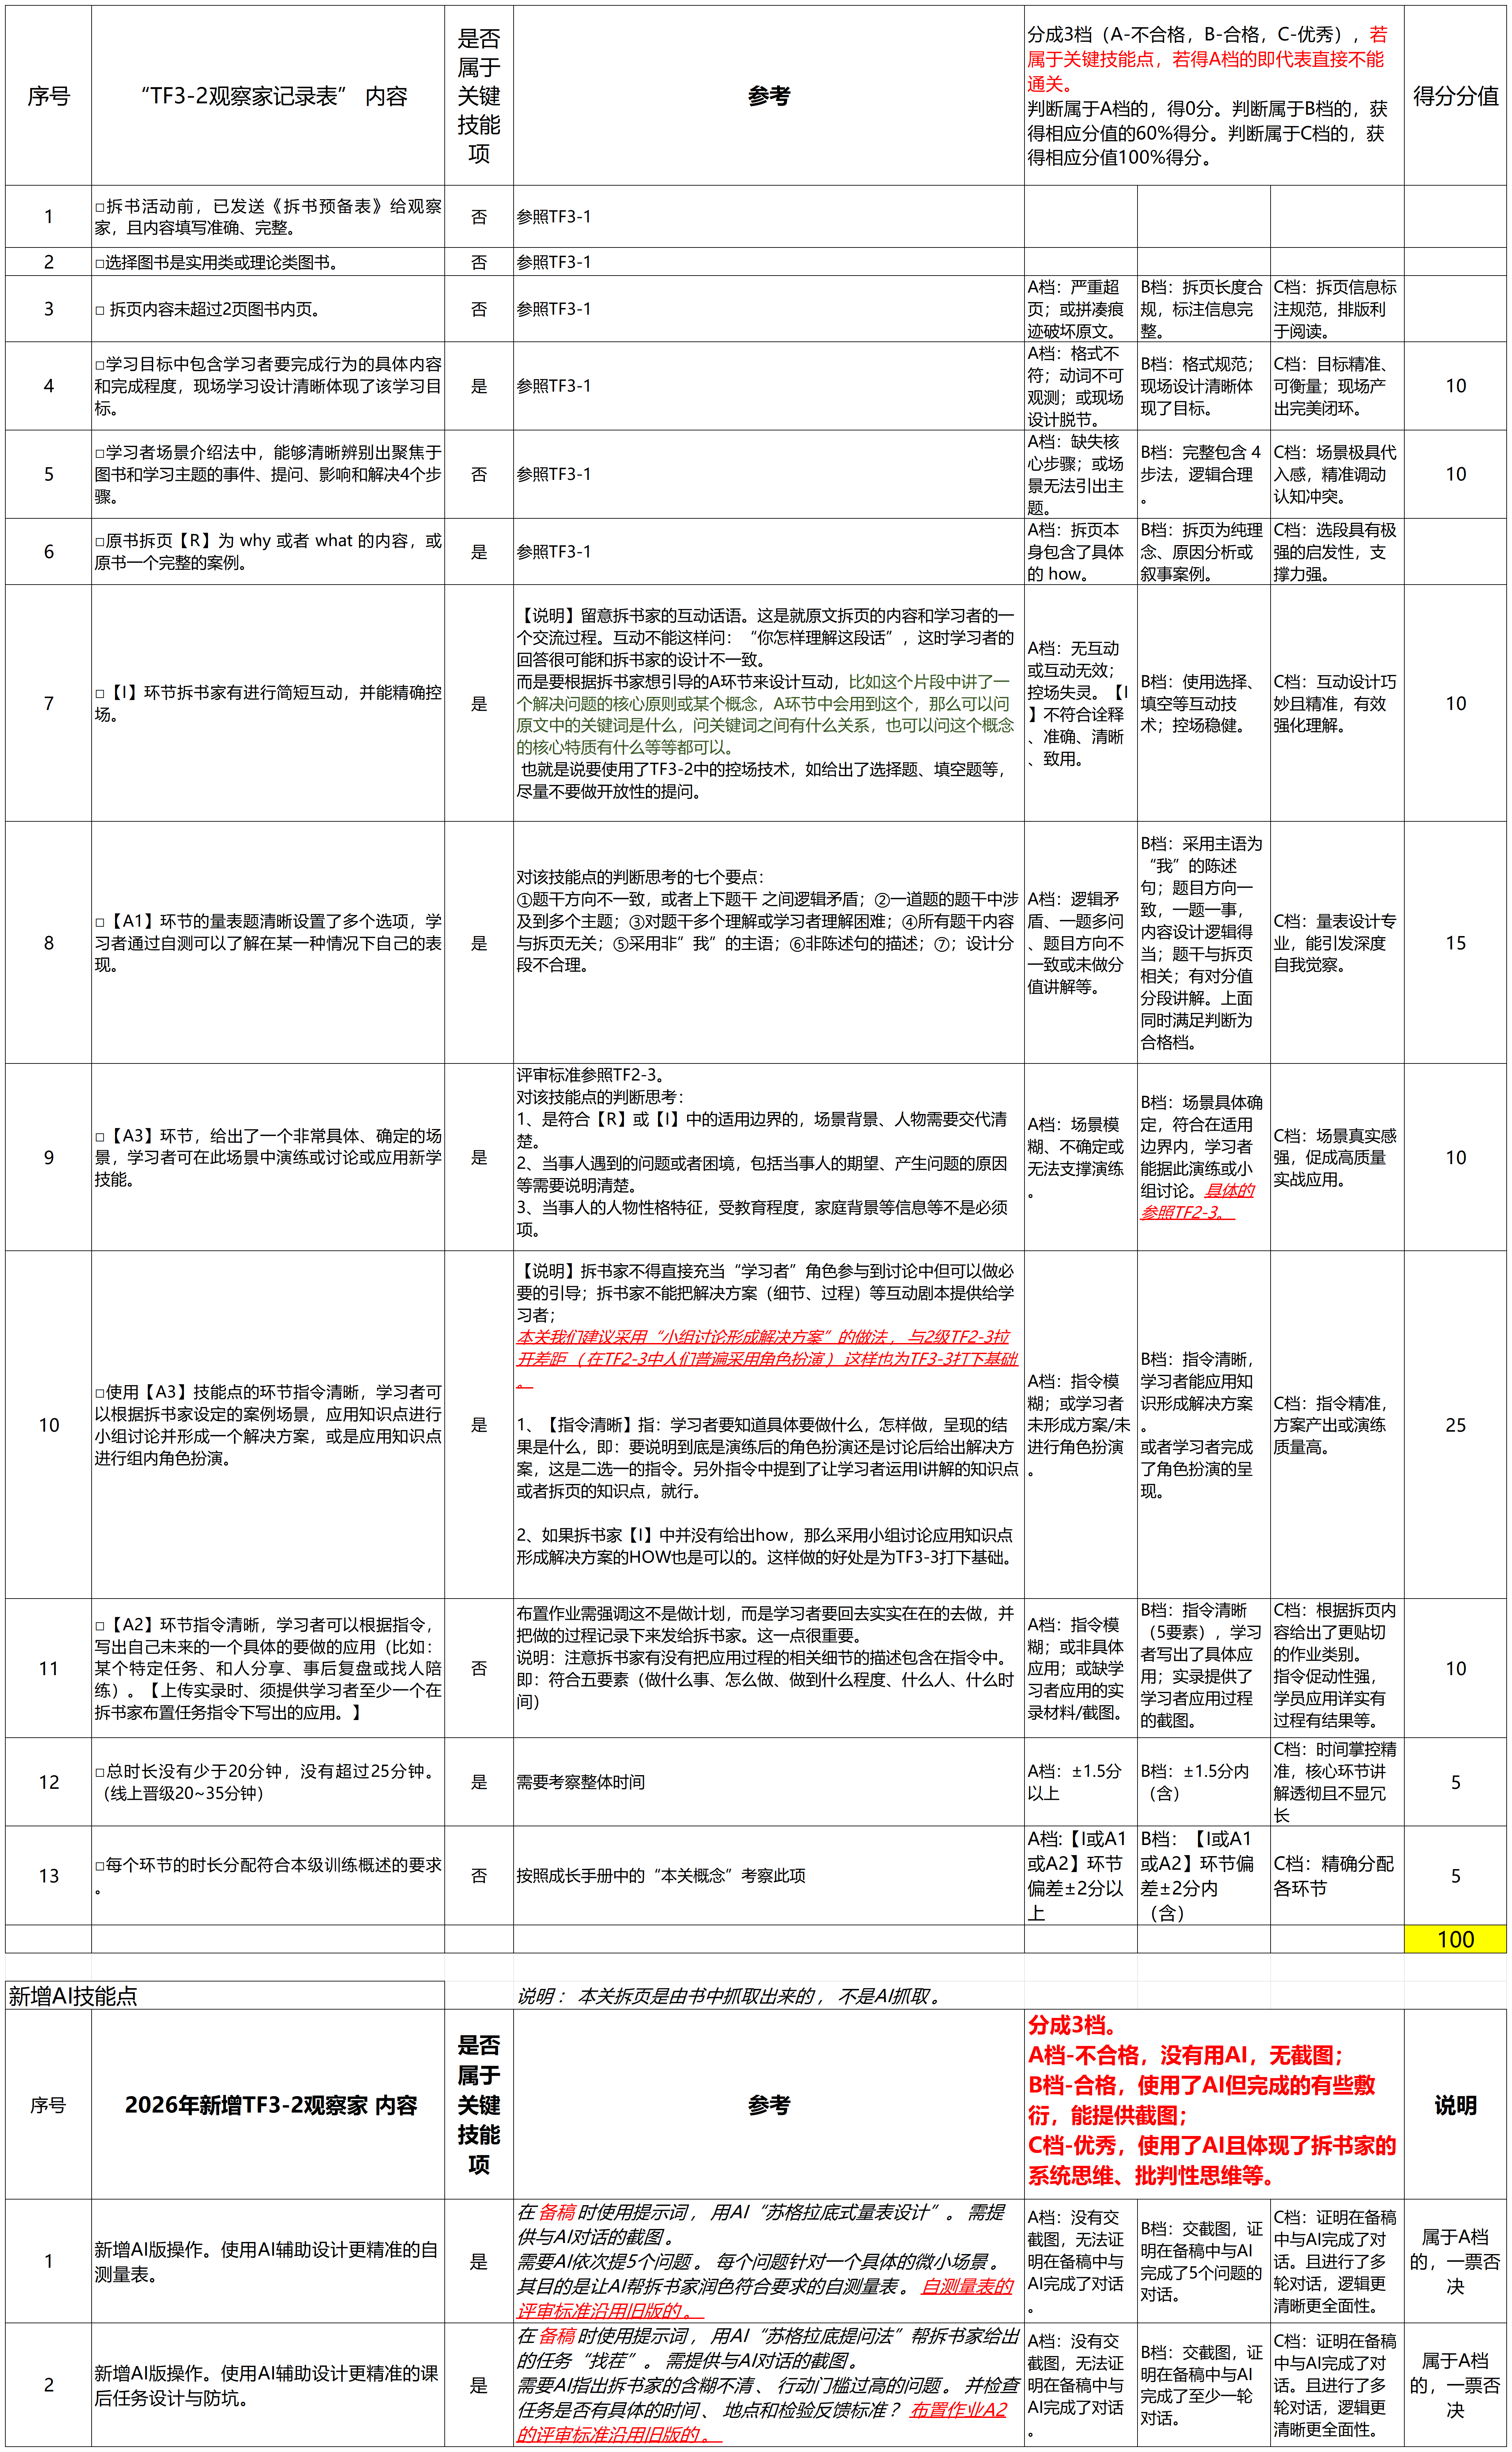 序号
“TF3-2观察家记录表” 内容
是否
属于
关键
技能
项
参考
分成3档（A-不合格，B-合格，C-优秀），若
属于关键技能点，若得A档的即代表直接不能
通关。
判断属于A档的，得0分。判断属于B档的，获
得相应分值的60%得分。判断属于C档的，获
得相应分值100%得分。
得分分值
1
□拆书活动前，已发送《拆书预备表》给观察
家，且内容填写准确、完整。
否
参照TF3-1
2
□选择图书是实用类或理论类图书。
否
参照TF3-1
3
□ 拆页内容未超过2页图书内页。
否
参照TF3-1
A档：严重超
页；或拼凑痕
迹破坏原文。
B档：拆页长度合
规，标注信息完
整。
C档：拆页信息标
注规范，排版利
于阅读。
4
□学习目标中包含学习者要完成行为的具体内容
和完成程度，现场学习设计清晰体现了该学习目
标。
是
参照TF3-1
A档：格式不
符；动词不可
观测；或现场
设计脱节。
B档：格式规范；
现场设计清晰体
现了目标。
C档：目标精准、
可衡量；现场产
出完美闭环。
10
5
□学习者场景介绍法中，能够清晰辨别出聚焦于
图书和学习主题的事件、提问、影响和解决4个步
骤。
否
参照TF3-1
A档：缺失核
心步骤；或场
景无法引出主
题。
B档：完整包含 4
步法，逻辑合理
。
C档：场景极具代
入感，精准调动
认知冲突。
10
6
□原书拆页【R】为 why 或者 what 的内容，或
原书一个完整的案例。
是
参照TF3-1
A档：拆页本
身包含了具体
的 how。
B档：拆页为纯理
念、原因分析或
叙事案例。
C档：选段具有极
强的启发性，支
撑力强。
7
□【I】环节拆书家有进行简短互动，并能精确控
场。
是
【说明】留意拆书家的互动话语。这是就原文拆页的内容和学习者的一
个交流过程。互动不能这样问：“你怎样理解这段话”，这时学习者的
回答很可能和拆书家的设计不一致。
而是要根据拆书家想引导的A环节来设计互动，比如这个片段中讲了一
个解决问题的核心原则或某个概念，A环节中会用到这个，那么可以问
原文中的关键词是什么，问关键词之间有什么关系，也可以问这个概念
的核心特质有什么等等都可以。
也就是说要使用了TF3-2中的控场技术，如给出了选择题、填空题等，
尽量不要做开放性的提问。
A档：无互动
或互动无效；
控场失灵。【I
】不符合诠释
、准确、清晰
、致用。
B档：使用选择、
填空等互动技
术；控场稳健。
C档：互动设计巧
妙且精准，有效
强化理解。
10
8
□【A1】环节的量表题清晰设置了多个选项，学
习者通过自测可以了解在某一种情况下自己的表
现。
是
对该技能点的判断思考的七个要点：
①题干方向不一致，或者上下题干 之间逻辑矛盾；②一道题的题干中涉
及到多个主题；③对题干多个理解或学习者理解困难；④所有题干内容
与拆页无关；⑤采用非”我”的主语；⑥非陈述句的描述；⑦；设计分
段不合理。
A档：逻辑矛
盾、一题多问
、题目方向不
一致或未做分
值讲解等。
B档：采用主语为
“我”的陈述
句；题目方向一
致，一题一事，
内容设计逻辑得
当；题干与拆页
相关；有对分值
分段讲解。上面
同时满足判断为
合格档。
C档：量表设计专
业，能引发深度
自我觉察。
15
9
□【A3】环节，给出了一个非常具体、确定的场
景，学习者可在此场景中演练或讨论或应用新学
技能。
是
评审标准参照TF2-3。
对该技能点的判断思考：
1、是符合【R】或【I】中的适用边界的，场景背景、人物需要交代清
楚。
2、当事人遇到的问题或者困境，包括当事人的期望、产生问题的原因
等需要说明清楚。
3、当事人的人物性格特征，受教育程度，家庭背景等信息等不是必须
项。
A档：场景模
糊、不确定或
无法支撑演练
。
B档：场景具体确
定，符合在适用
边界内，学习者
能据此演练或小
组讨论。具体的
参照TF2-3。
C档：场景真实感
强，促成高质量
实战应用。
10
10
□使用【A3】技能点的环节指令清晰，学习者可
以根据拆书家设定的案例场景，应用知识点进行
小组讨论并形成一个解决方案，或是应用知识点
进行组内角色扮演。
是
【说明】拆书家不得直接充当“学习者”角色参与到讨论中但可以做必
要的引导；拆书家不能把解决方案（细节、过程）等互动剧本提供给学
习者；
本关我们建议采用“小组讨论形成解决方案”的做法，与2级TF2-3拉
开差距（在TF2-3中人们普遍采用角色扮演）这样也为TF3-3打下基础
。
1、【指令清晰】指：学习者要知道具体要做什么，怎样做，呈现的结
果是什么，即：要说明到底是演练后的角色扮演还是讨论后给出解决方
案，这是二选一的指令。另外指令中提到了让学习者运用I讲解的知识点
或者拆页的知识点，就行。
2、如果拆书家【I】中并没有给出how，那么采用小组讨论应用知识点
形成解决方案的HOW也是可以的。这样做的好处是为TF3-3打下基础。
A档：指令模
糊；或学习者
未形成方案/未
进行角色扮演
。
B档：指令清晰，
学习者能应用知
识形成解决方案
。
或者学习者完成
了角色扮演的呈
现。
C档：指令精准，
方案产出或演练
质量高。
25
11
□【A2】环节指令清晰，学习者可以根据指令，
写出自己未来的一个具体的要做的应用（比如：
某个特定任务、和人分享、事后复盘或找人陪
练）。【上传实录时、须提供学习者至少一个在
拆书家布置任务指令下写出的应用。】
否
布置作业需强调这不是做计划，而是学习者要回去实实在在的去做，并
把做的过程记录下来发给拆书家。这一点很重要。
说明：注意拆书家有没有把应用过程的相关细节的描述包含在指令中。
即：符合五要素（做什么事、怎么做、做到什么程度、什么人、什么时
间）
A档：指令模
糊；或非具体
应用；或缺学
习者应用的实
录材料/截图。
B档：指令清晰
（5要素），学习
者写出了具体应
用；实录提供了
学习者应用过程
的截图。
C档：根据拆页内
容给出了更贴切
的作业类别。
指令促动性强，
学员应用详实有
过程有结果等。
10
12
□总时长没有少于20分钟，没有超过25分钟。
（线上晋级20~35分钟）
是
需要考察整体时间
A档：±1.5分
以上
B档：±1.5分内
（含）
C档：时间掌控精
准，核心环节讲
解透彻且不显冗
长
5
13
□每个环节的时长分配符合本级训练概述的要求
。
否
按照成长手册中的“本关概念”考察此项
A档:【I或A1
或A2】环节
偏差±2分以
上
B档：【I或A1
或A2】环节偏
差±2分内
（含）
C档：精确分配
各环节
5
100
新增AI技能点
说明：本关拆页是由书中抓取出来的，不是AI抓取。
序号
2026年新增TF3-2观察家 内容
是否
属于
关键
技能
项
参考
分成3档。
A档-不合格，没有用AI，无截图；
B档-合格，使用了AI但完成的有些敷
衍，能提供截图；
C档-优秀，使用了AI且体现了拆书家的
系统思维、批判性思维等。
说明
1
新增AI版操作。使用AI辅助设计更精准的自
测量表。
是
在备稿时使用提示词，用AI“苏格拉底式量表设计”。需提
供与AI对话的截图。
需要AI依次提5个问题。每个问题针对一个具体的微小场景。
其目的是让AI帮拆书家润色符合要求的自测量表。自测量表的
评审标准沿用旧版的。
A档：没有交
截图，无法证
明在备稿中与
AI完成了对话
。
B档：交截图，证
明在备稿中与AI
完成了5个问题的
对话。
C档：证明在备稿
中与AI完成了对
话。且进行了多
轮对话，逻辑更
清晰更全面性。
属于A档
的，一票否
决
2
新增AI版操作。使用AI辅助设计更精准的课
后任务设计与防坑。
是
在备稿时使用提示词，用AI“苏格拉底提问法”帮拆书家给出
的任务“找茬”。需提供与AI对话的截图。
需要AI指出拆书家的含糊不清、行动门槛过高的问题。并检查
任务是否有具体的时间、地点和检验反馈标准？布置作业A2
的评审标准沿用旧版的。
A档：没有交
截图，无法证
明在备稿中与
AI完成了对话
。
B档：交截图，证
明在备稿中与AI
完成了至少一轮
对话。
C档：证明在备稿
中与AI完成了对
话。且进行了多
轮对话，逻辑更
清晰更全面性。
属于A档
的，一票否
决